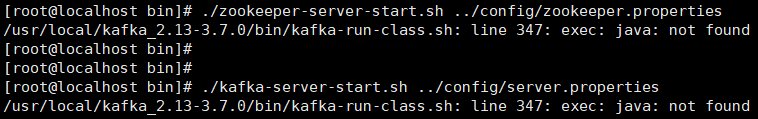 [root@localhost bin]# ./zookeeper-server-start.sh ../config/zookeeper.properties
/usr/local/kafka_2.13-3.7.0/bin/kafka-run-class.sh: line 347: exec: java: not found
[root@localhost bin]#
[root@localhost bin]#
[root@localhost bin]# ./kafka-server-start.sh ../config/server.properties
/usr/local/kafka_2.13-3.7.0/bin/kafka-run-class.sh: line 347: exec: java: not found